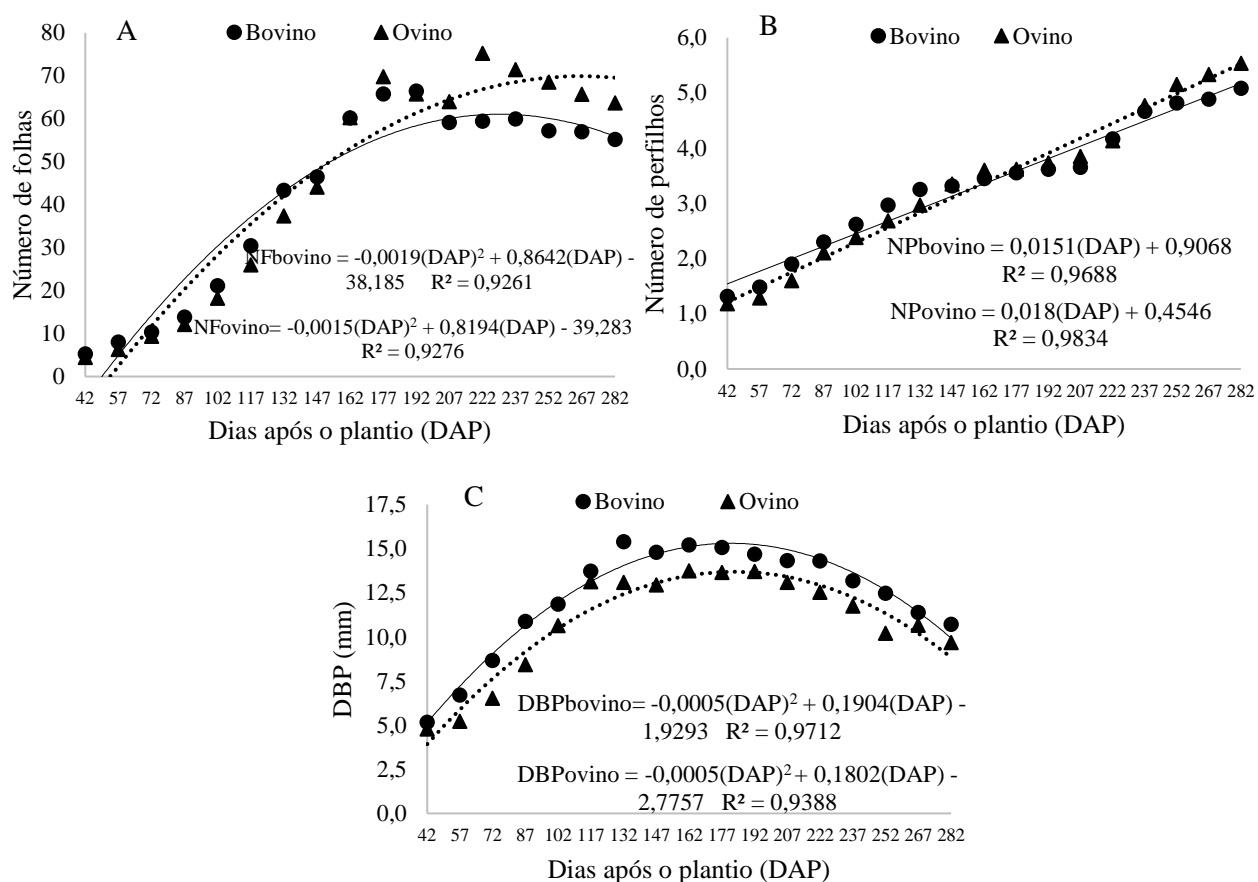 A
Bovino
Ovino
80
70
60
50
40
30
20
10
0
Número de folhas
NFbovino = -0,0019(DAP)² + 0,8642(DAP) -
38,185 R² = 0,9261
NFovino= -0,0015(DAP)² + 0,8194(DAP) - 39,283
R² = 0,9276
42 57 72 87 102 117 132 147 162 177 192 207 222 237 252 267 282
Dias após o plantio (DAP)
B
Bovino
Ovino
6,0
5,0
4,0
3,0
2,0
1,0
0,0
Número de perfilhos
NPbovino = 0,0151(DAP) + 0,9068
R² = 0,9688
NPovino = 0,018(DAP) + 0,4546
R² = 0,9834
42 57 72 87 102 117 132 147 162 177 192 207 222 237 252 267 282
Dias após o plantio (DAP)
C
Bovino
Ovino
17,5
15,0
12,5
10,0
7,5
5,0
2,5
0,0
DBP (mm)
DBPbovino= -0,0005(DAP)² + 0,1904(DAP) -
1,9293 R² = 0,9712
DBPovino = -0,0005(DAP)² + 0,1802(DAP) -
2,7757 R² = 0,9388
42 57 72 87 102 117 132 147 162 177 192 207 222 237 252 267 282
Dias após o plantio (DAP)